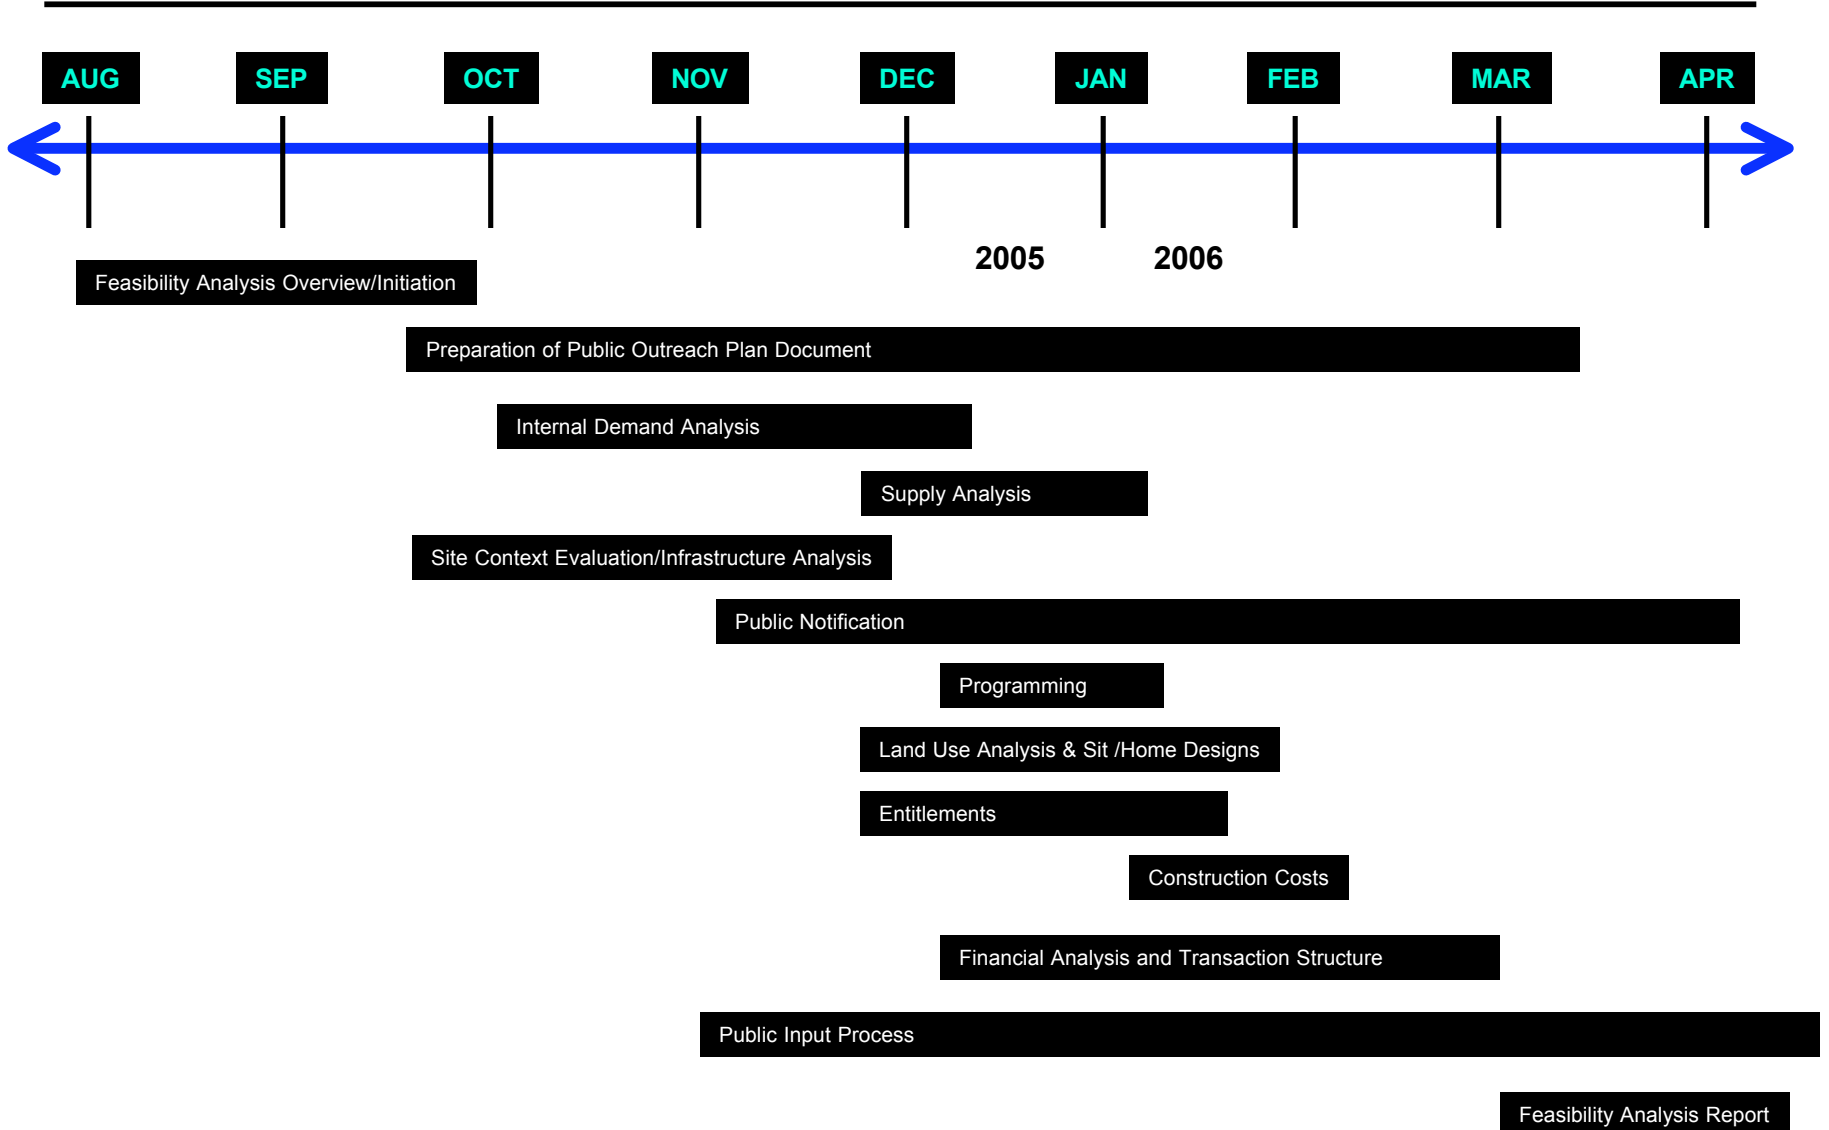 AUG SEP OCT NOV DEC JAN FEB MAR APR
2005 2006
Feasibility Analysis Overview/Initiation
Preparation of Public Outreach Plan Document
Internal Demand Analysis
Supply Analysis
Site Context Evaluation/Infrastructure Analysis
Public Notification
Programming
Land Use Analysis & Sit /Home Designs
Entitlements
Construction Costs
Financial Analysis and Transaction Structure
Public Input Process
Feasibility Analysis Report